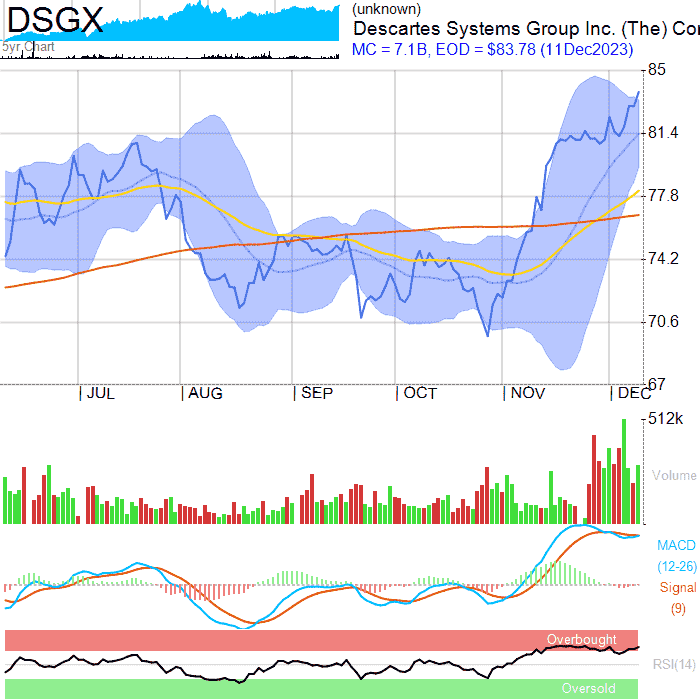 DSGX
(unknown)
Descartes Systems Group Inc. (The) Cor
5yr Chart
MC = 7.1B, EOD = $83.78 (11Dec2023)
85
81.4
77.8
74.2
70.6
67
| JUL | AUG | SEP | OCT | NOV | DEC
512k
Volume
MACD
(12-26)
Signal
(9)
Overbought
RSI(14)
Oversold